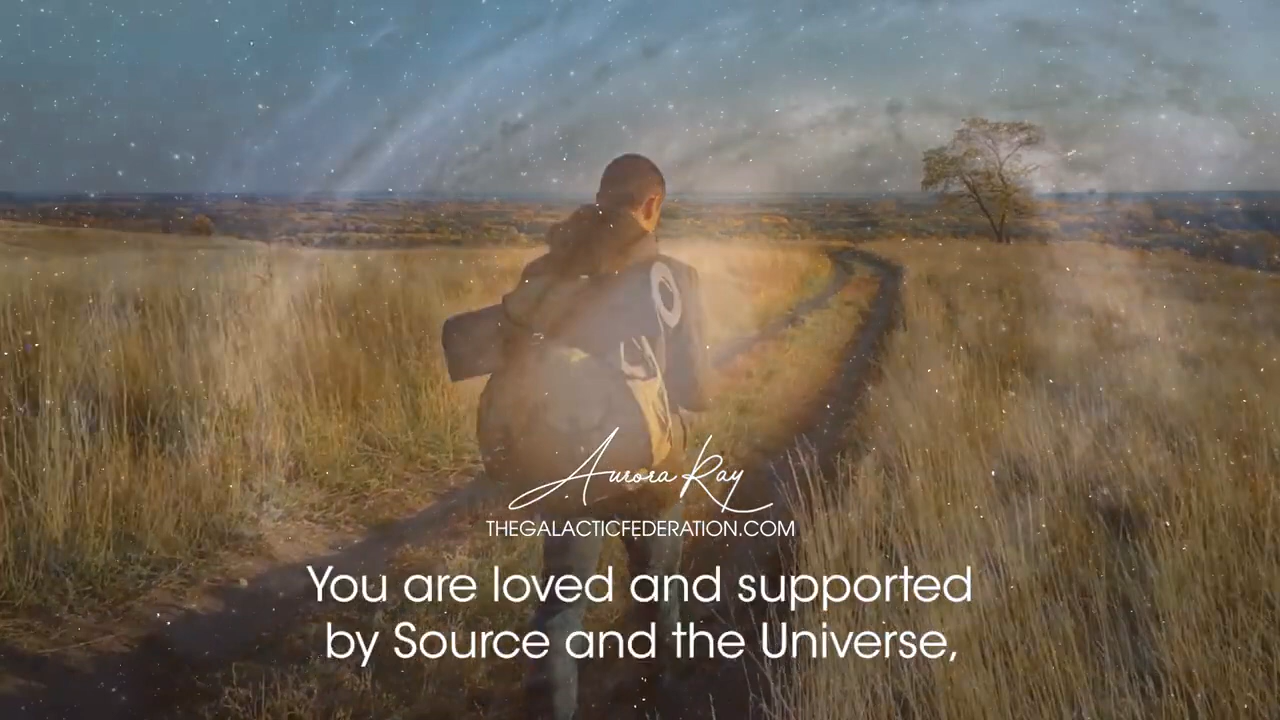 Aurora Ray
THEGALACTICFEDERATION.COM
You are loved and supported
by Source and the Universe,